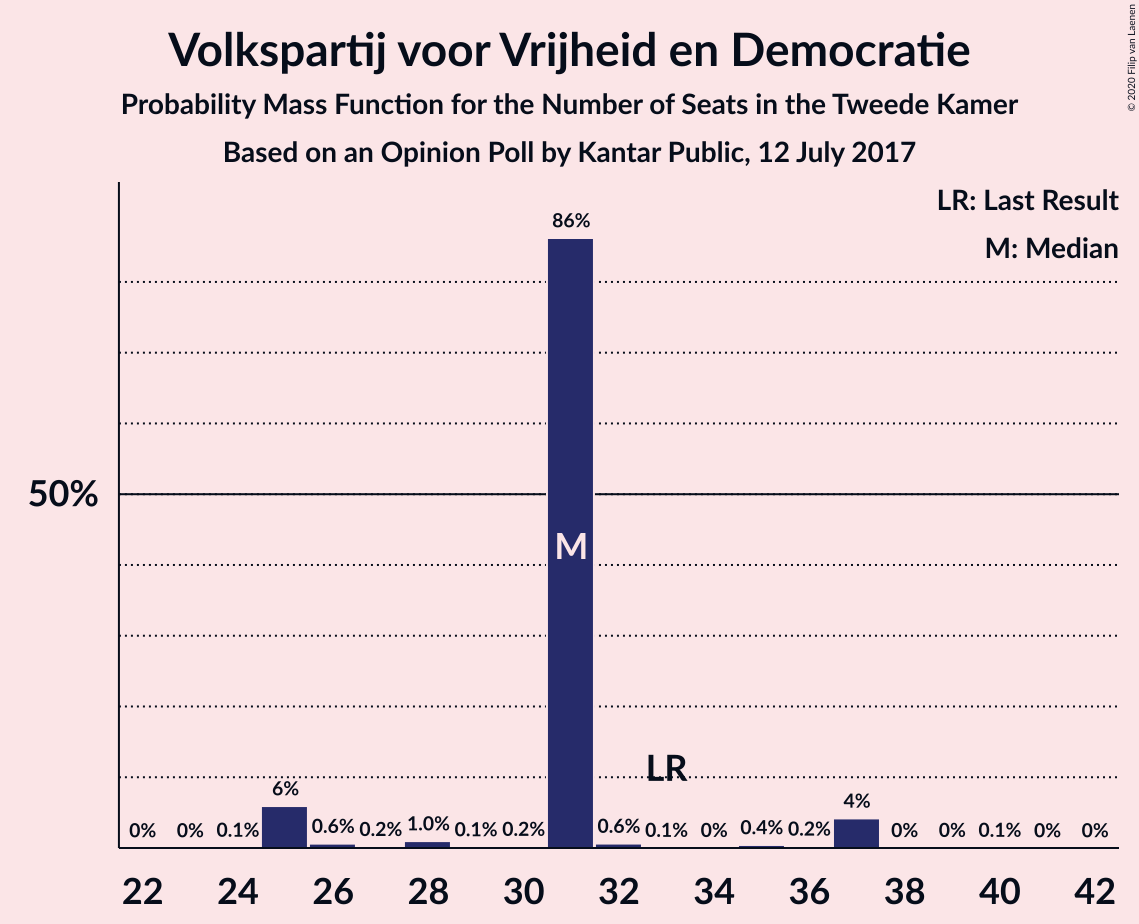 Volkspartij voor Vrijheid en Democratie
Probability Mass Function for the Number of Seats in the Tweede Kamer
Based on an Opinion Poll by Kantar Public, 12 July 2017
© 2020 Filip van Laenen
LR: Last Result
M: Median
86%
50%
M
LR
0% 0% 0.1% 6% 0.6% 0.2% 1.0% 0.1% 0.2% 0.6% 0.1% 0% 0.4% 0.2% 4% 0% 0% 0.1% 0% 0%
22 24 26 28 30 32 34 36 38 40 42